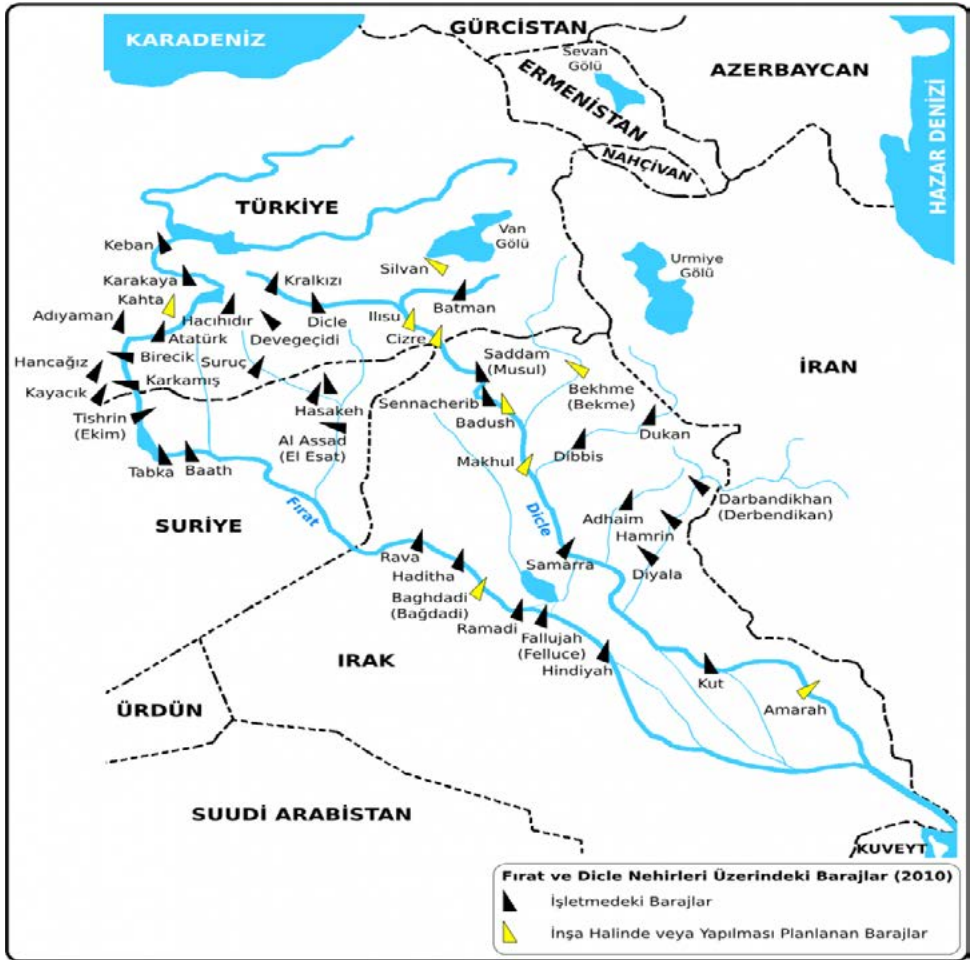 GÜRCİSTAN
KARADENİZ
Sevan
Gölü
AZERBAYCAN
ERMENİSTAN
HAZAR DENİZİ
NAHÇİVAN
TÜRKİYE
Van
Gölü
Keban
Urmiye
Gölü
Silvan
Karakaya
Kralkızı
Kahta
Batman
Adıyaman
Hacıhıdır
Dicle
Ilısu
Atatürk
Devegeçidi
Cizre
Birecik
Suruç
Saddam
(Musul)
Hancağız
İRAN
Karkamış
Bekhme
(Bekme)
Kayacık
Sennacherib
Hasakeh
Tishrin
(Ekim)
Badush
Dukan
Al Assad
(El Esat)
Dibbis
Makhul
Tabka
Baath
Darbandikhan
(Derbendikan)
Fırat
Dicle
Adhaim
SURİYE
Hamrin
Rava
Samarra
Diyala
Haditha
Baghdadi
(Bağdadi)
Ramadi
Fallujah
(Felluce)
IRAK
Hindiyah
Kut
ÜRDÜN
Amarah
SUUDİ ARABİSTAN
KUVEYT
Fırat ve Dicle Nehirleri Üzerindeki Barajlar (2010)
İşletmedeki Barajlar
İnşa Halinde veya Yapılması Planlanan Barajlar